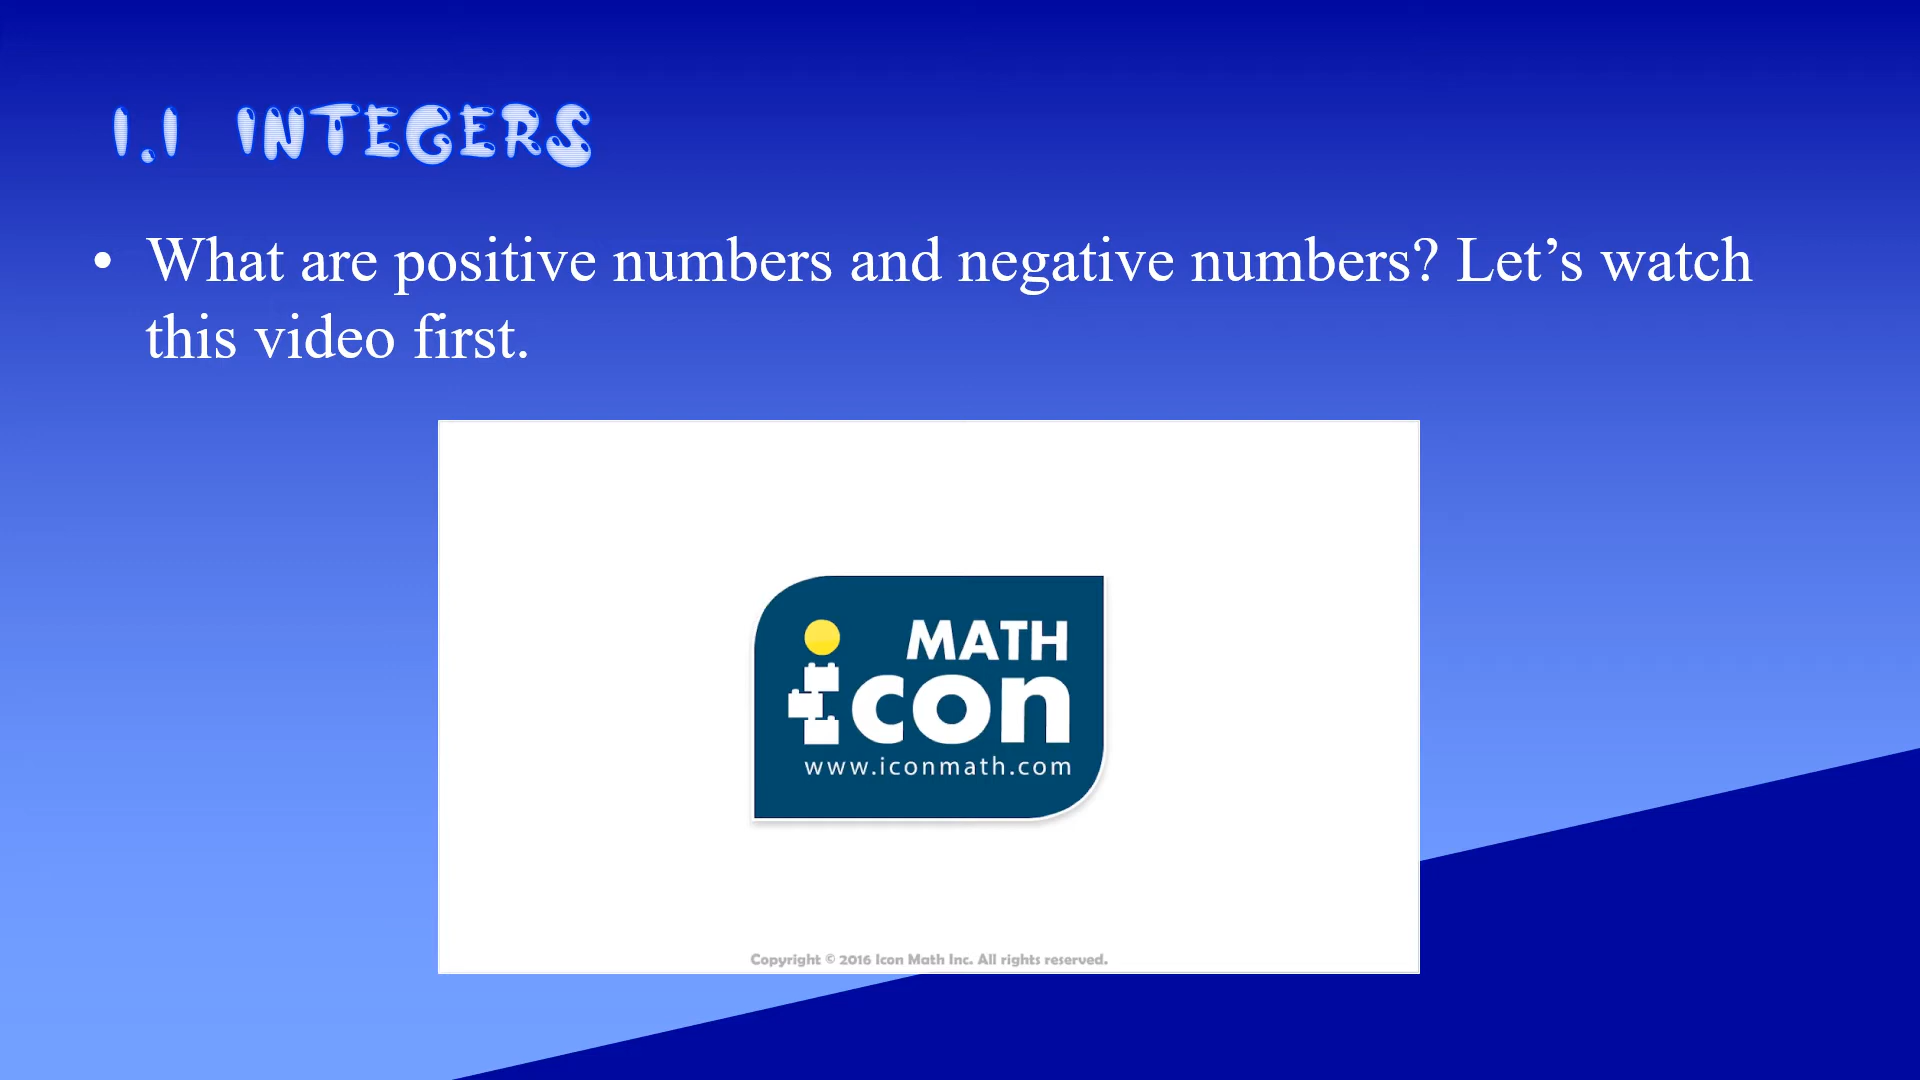 1.1 INTEGERS
• What are positive numbers and negative numbers? Let’s watch
this video first.
MATH
icon
www.iconmath.com
Copyright © 2016 Icon Math Inc. All rights reserved.